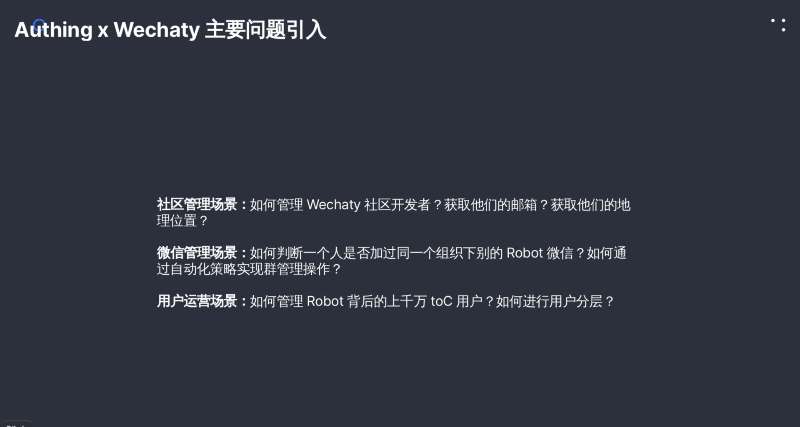 Authing x Wechaty 主要问题引入
社区管理场景：如何管理 Wechaty 社区开发者？获取他们的邮箱？获取他们的地
理位置？
微信管理场景：如何判断一个人是否加过同一个组织下别的 Robot 微信？如何通
过自动化策略实现群管理操作？
用户运营场景：如何管理 Robot 背后的上千万 toC 用户？如何进行用户分层？